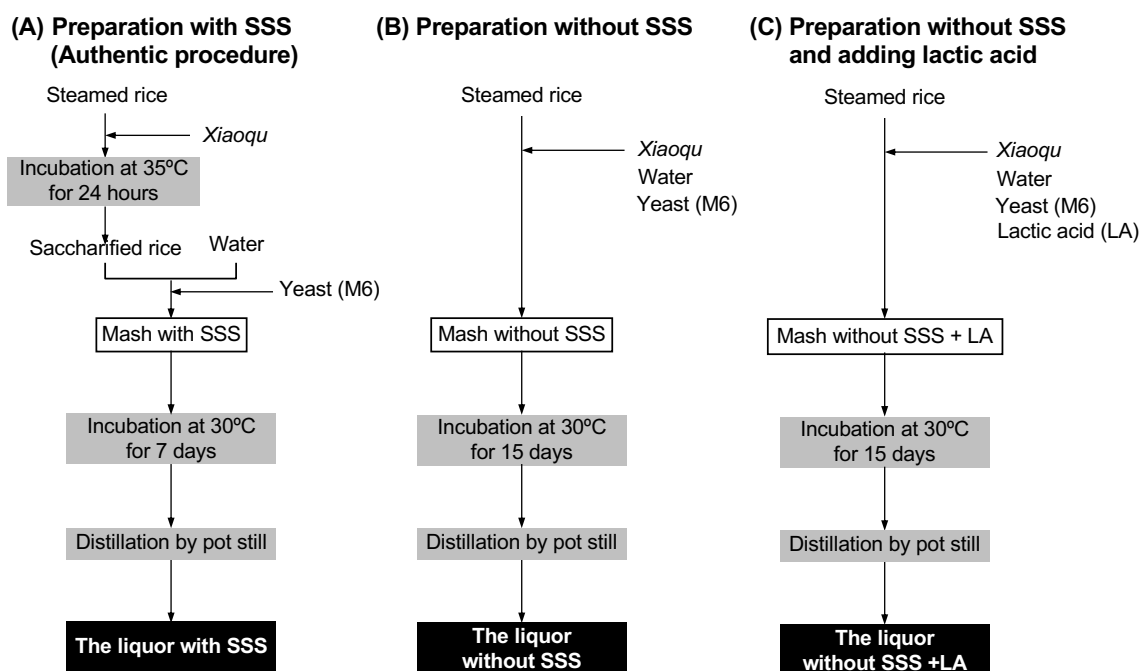 (A) Preparation with SSS
(Authentic procedure)
Steamed rice
Xiaoqu
Incubation at 35ºC
for 24 hours
Saccharified rice
Water
Yeast (M6)
Mash with SSS
Incubation at 30ºC
for 7 days
Distillation by pot still
The liquor with SSS
(B) Preparation without SSS
Steamed rice
Xiaoqu
Water
Yeast (M6)
Mash without SSS
Incubation at 30ºC
for 15 days
Distillation by pot still
The liquor
without SSS
(C) Preparation without SSS
and adding lactic acid
Steamed rice
Xiaoqu
Water
Yeast (M6)
Lactic acid (LA)
Mash without SSS + LA
Incubation at 30ºC
for 15 days
Distillation by pot still
The liquor
without SSS +LA